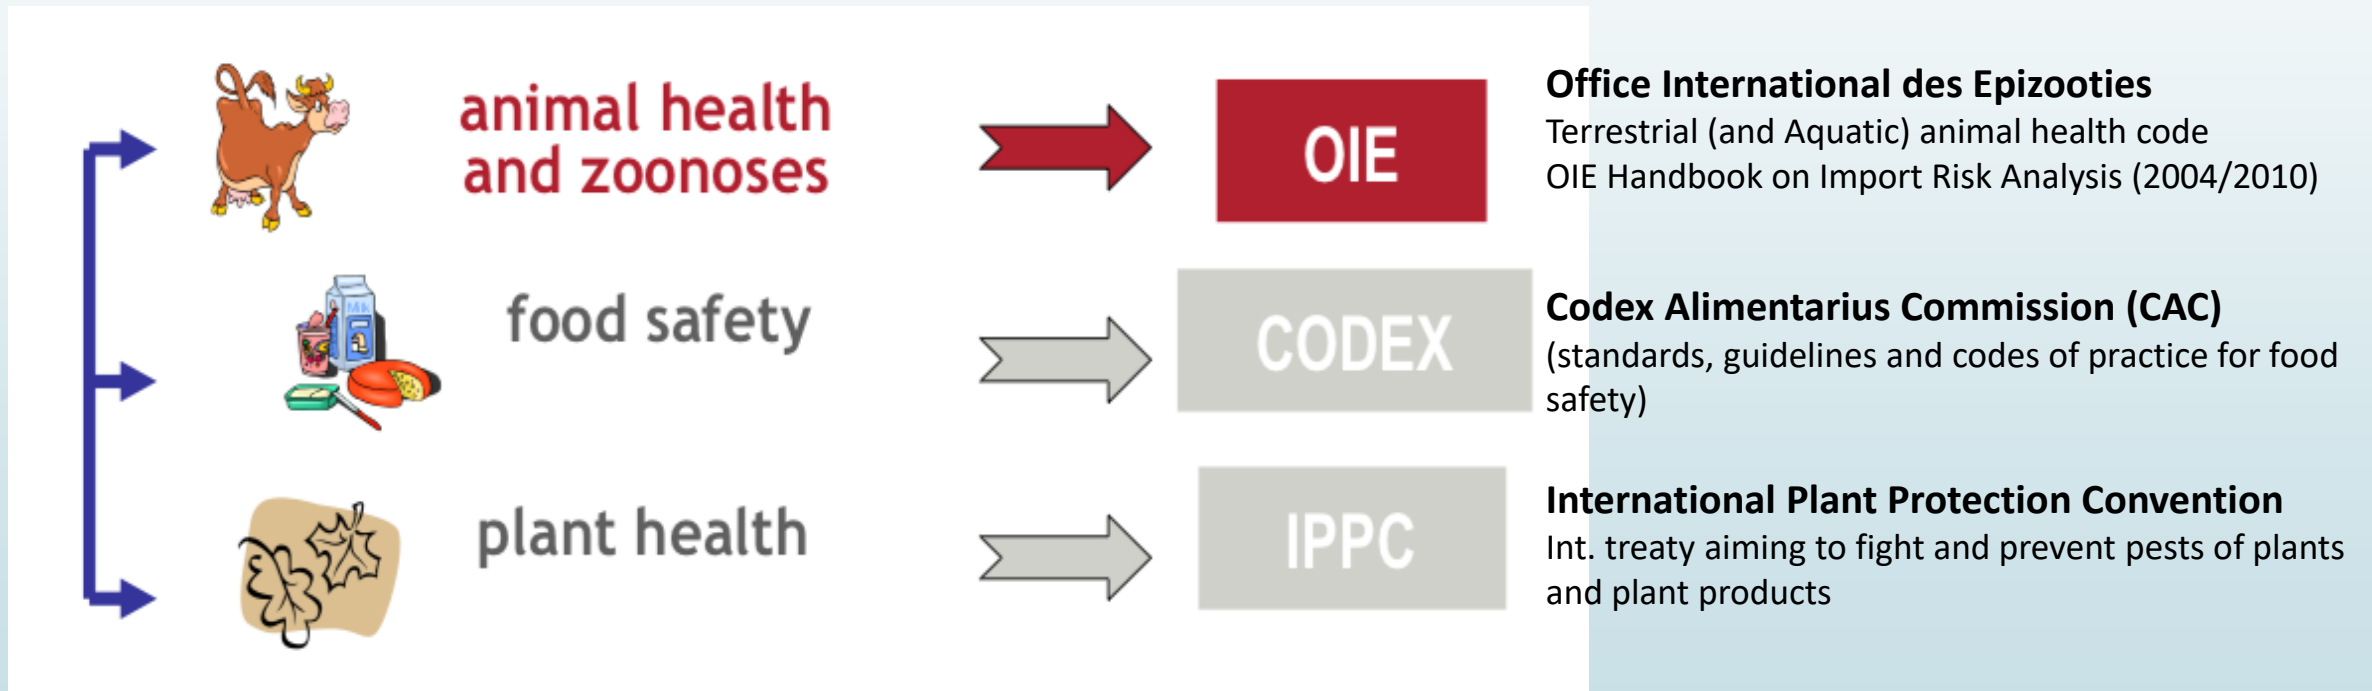 animal health
and zoonoses
OIE
Office International des Epizooties
Terrestrial (and Aquatic) animal health code
OIE Handbook on Import Risk Analysis (2004/2010)
Milk
food safety
CODEX
Codex Alimentarius Commission (CAC)
(standards, guidelines and codes of practice for food
safety)
plant health
IPPC
International Plant Protection Convention
Int. treaty aiming to fight and prevent pests of plants
and plant products